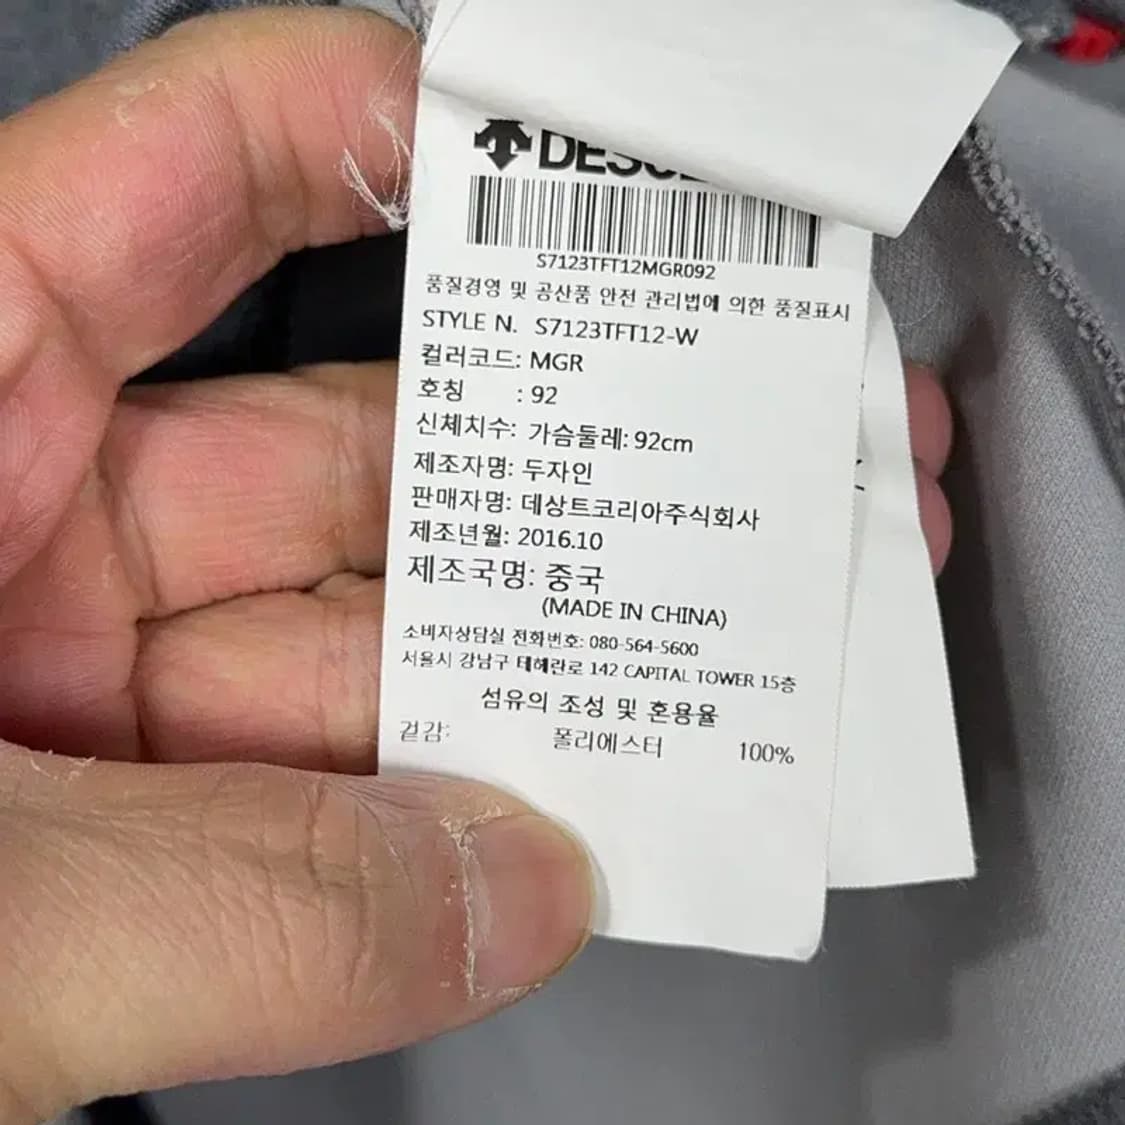 S7123TFT12MGR092
품질경영 및 공산품 안전 관리법에 의한 품질표시
STYLE N. S7123TFT12-W
컬러코드: MGR
호칭 : 92
신체치수: 가슴둘레: 92cm
제조자명: 두자인
판매자명: 데상트코리아주식회사
제조년월: 2016.10
제조국명: 중국
(MADE IN CHINA)
소비자상담실 전화번호: 080-564-5600
서울시 강남구 테헤란로 142 CAPITAL TOWER 15층
섬유의 조성 및 혼용율
겉감: 폴리에스터 100%